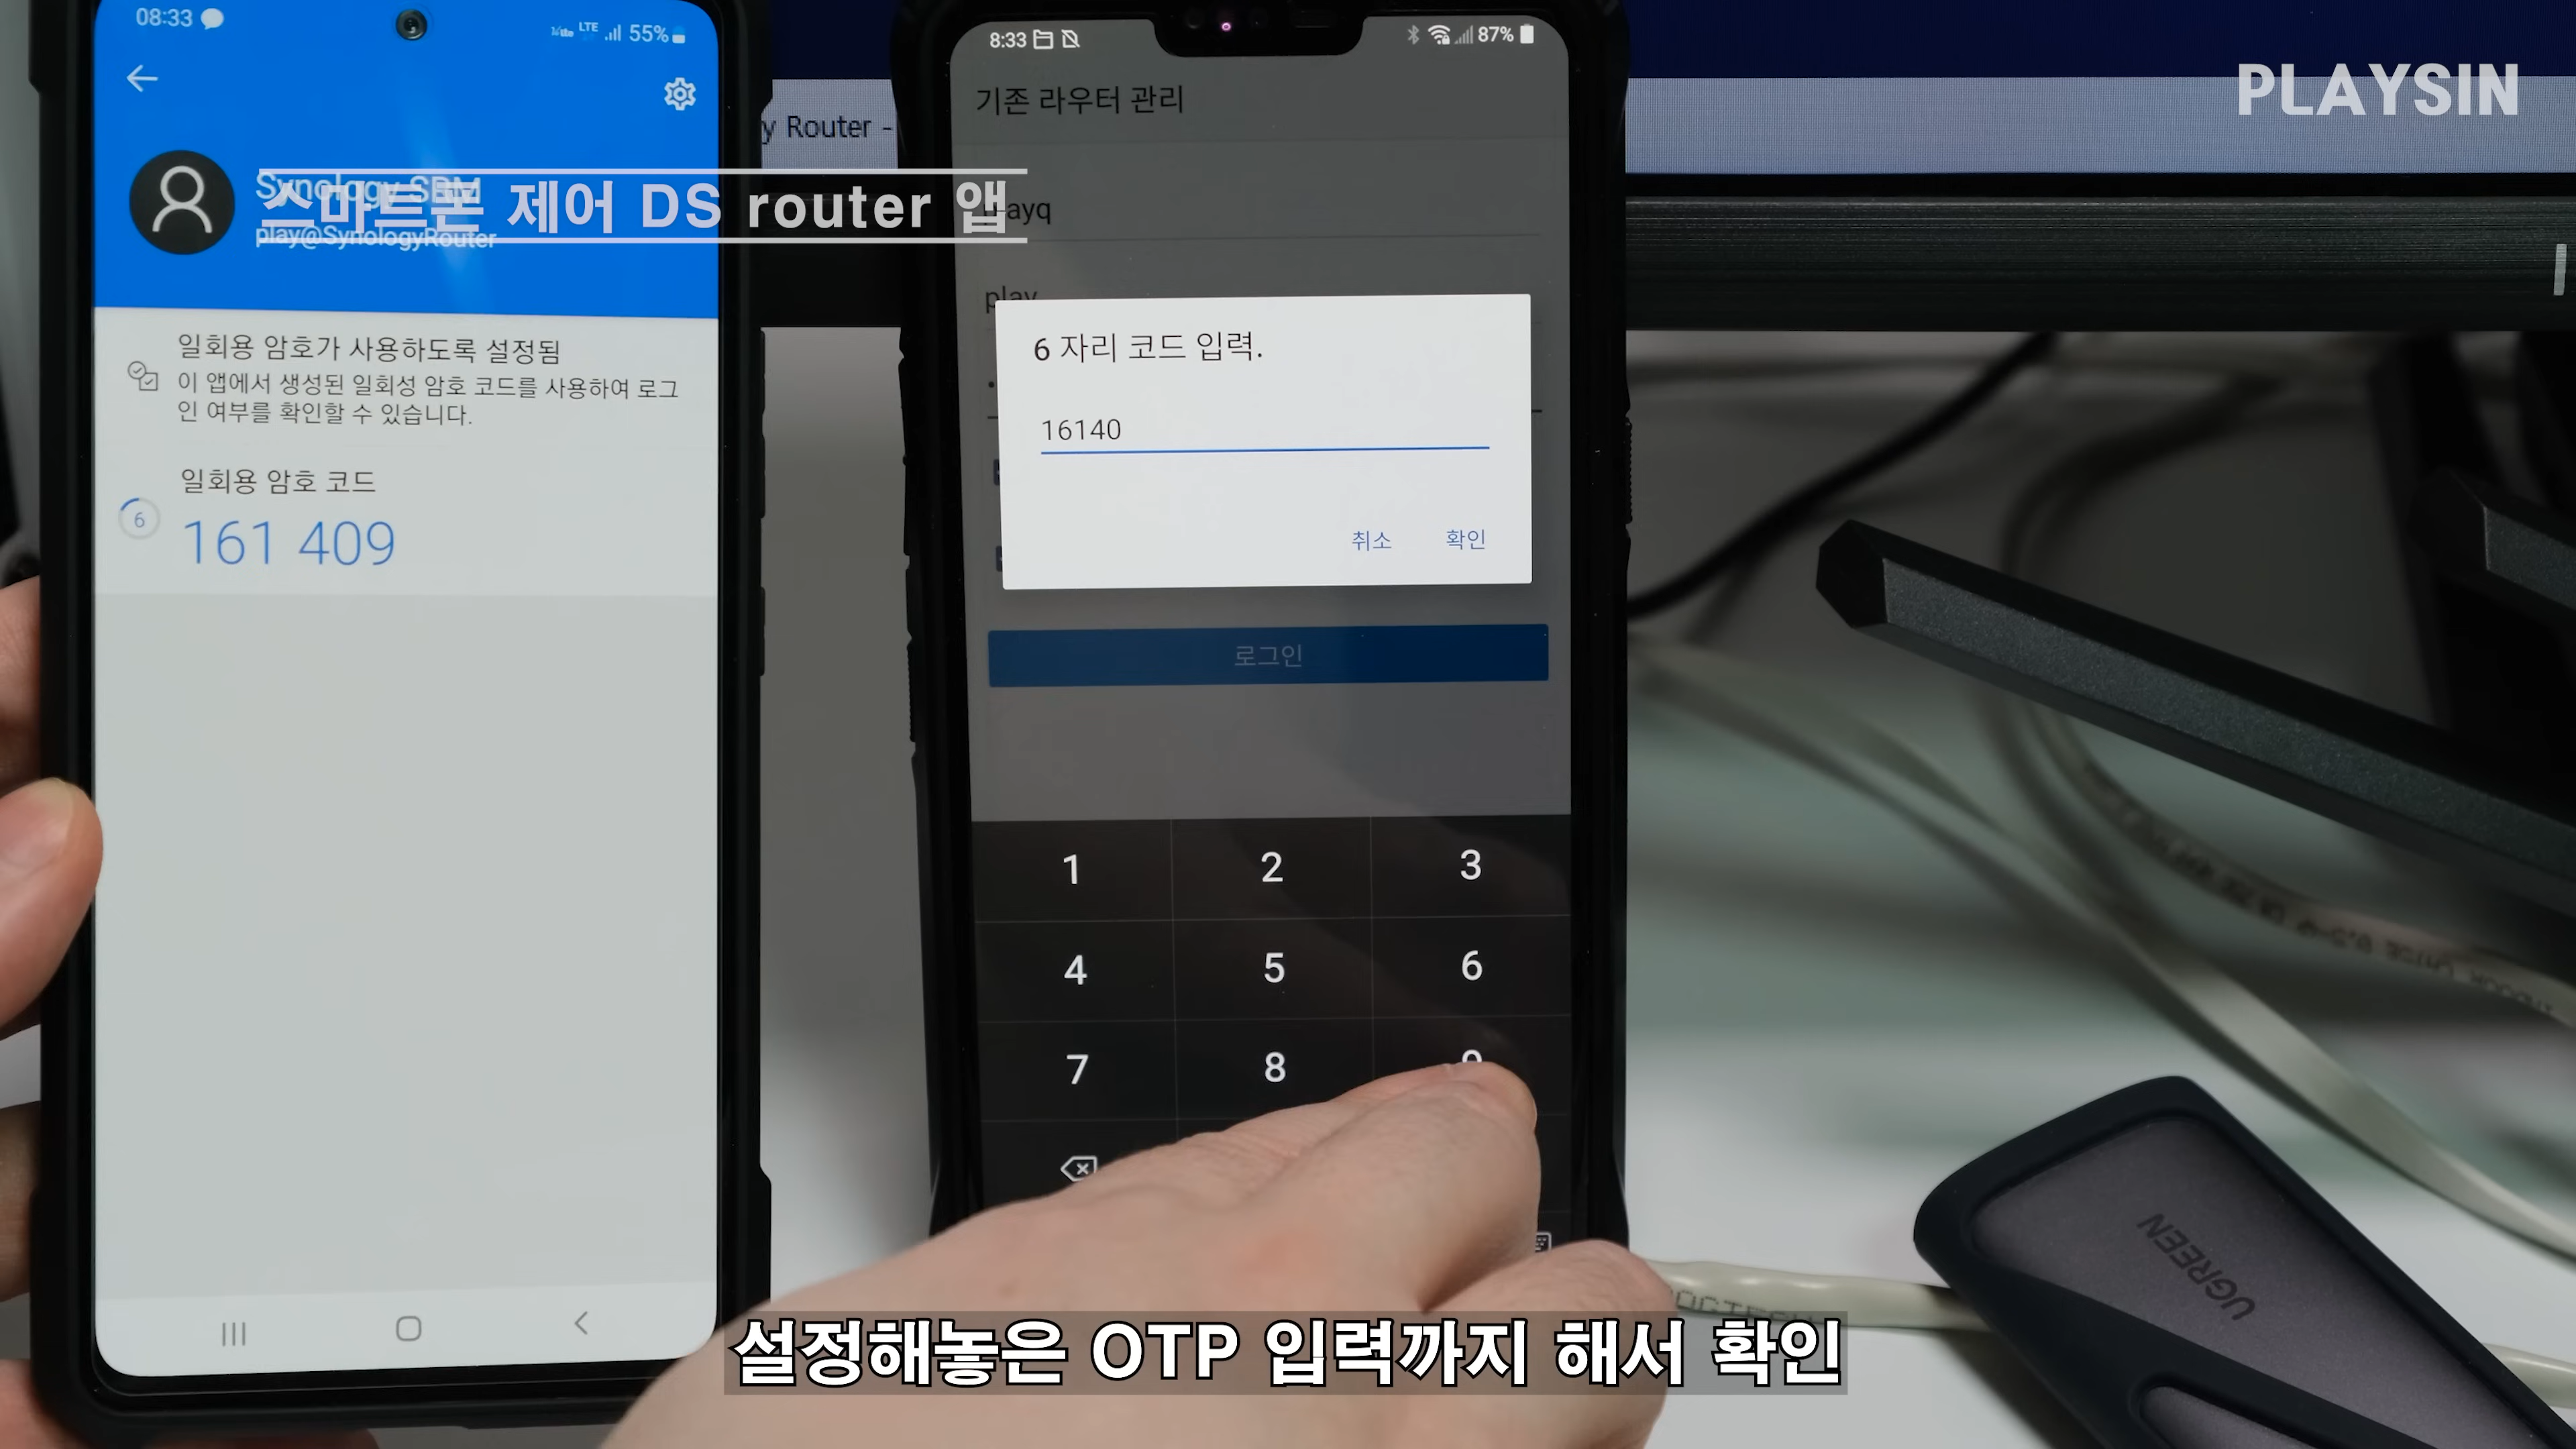 08:33
LTE
55%
Synology SRM
play@SynologyRouter
일회용 암호가 사용하도록 설정됨
이 앱에서 생성된 일회성 암호 코드를 사용하여 로그
인 여부를 확인할 수 있습니다.
일회용 암호 코드
6
161 409
y Router -
스마트폰 제어 DS router 앱
8:33
87%
기존 라우터 관리
ayq
play
6 자리 코드 입력.
16140
취소 확인
로그인
1 2 3
4 5 6
7 8 9
PLAYSIN
UGREEN
설정해놓은 OTP 입력까지 해서 확인